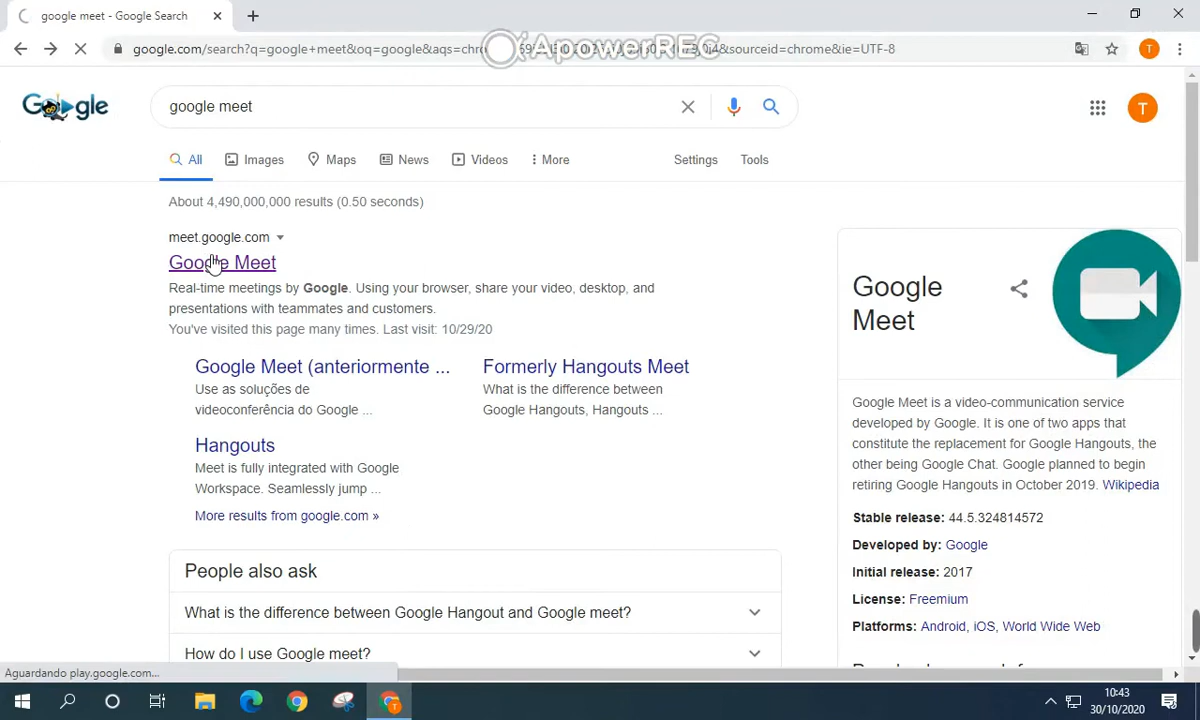 google meet - Google Search
google.com/search?q=google+meet&oq=google&aqs=chro
&sourceid=chrome&ie=UTF-8
ApowerREC
T
Google
google meet
T
All
Images
Maps
News
Videos
More
Settings
Tools
About 4,490,000,000 results (0.50 seconds)
meet.google.com
Google Meet
Real-time meetings by Google. Using your browser, share your video, desktop, and
presentations with teammates and customers.
You've visited this page many times. Last visit: 10/29/20
Google Meet (anteriormente ...
Use as soluções de
videoconferência do Google ...
Formerly Hangouts Meet
What is the difference between
Google Hangouts, Hangouts ...
Hangouts
Meet is fully integrated with Google
Workspace. Seamlessly jump ...
More results from google.com »
People also ask
What is the difference between Google Hangout and Google meet?
How do I use Google meet?
Google
Meet
Google Meet is a video-communication service
developed by Google. It is one of two apps that
constitute the replacement for Google Hangouts, the
other being Google Chat. Google planned to begin
retiring Google Hangouts in October 2019. Wikipedia
Stable release: 44.5.324814572
Developed by: Google
Initial release: 2017
License: Freemium
Platforms: Android, iOS, World Wide Web
Aguardando play.google.com...
T
10:43
30/10/2020